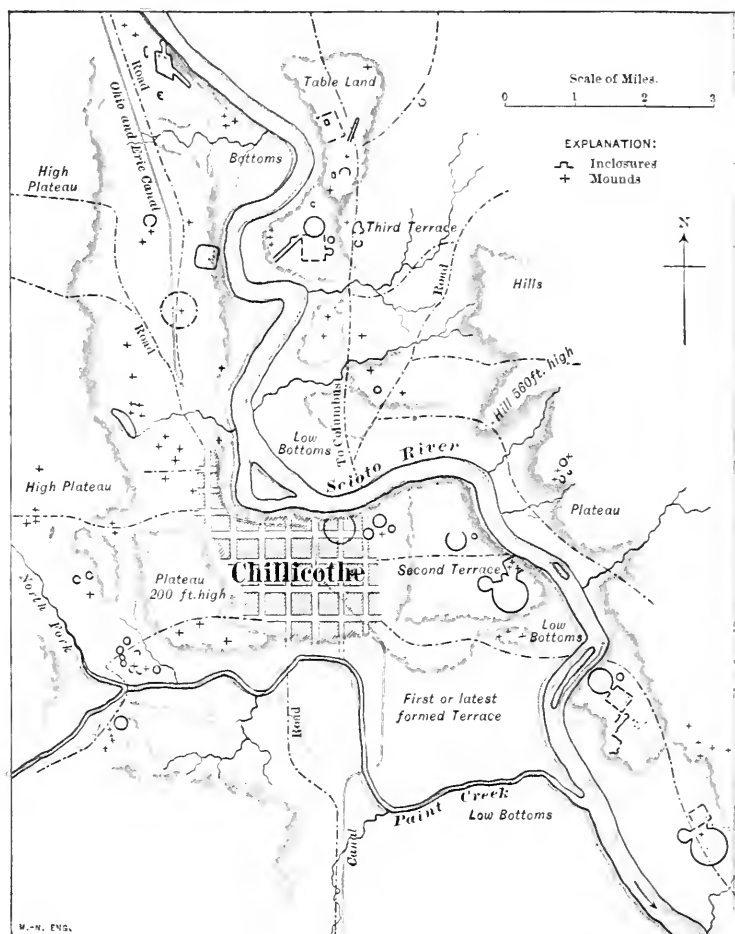 Scale of Miles.
0 1 2 3
EXPLANATION:
Inclosures
Mounds
N
Road
Ohio and Erie Canal
Table Land
Bottoms
High
Plateau
Third Terrace
Road
Hills
Road
Hill 560ft. high
To Columbus
Low
Bottoms
Scioto River
High Plateau
Plateau
Chillicothe
Second Terrace
Plateau
200 ft. high
North Fork
Low
Bottoms
First or latest
formed Terrace
Road
Paint Creek
Low Bottoms
Canal
M.-N. ENG.